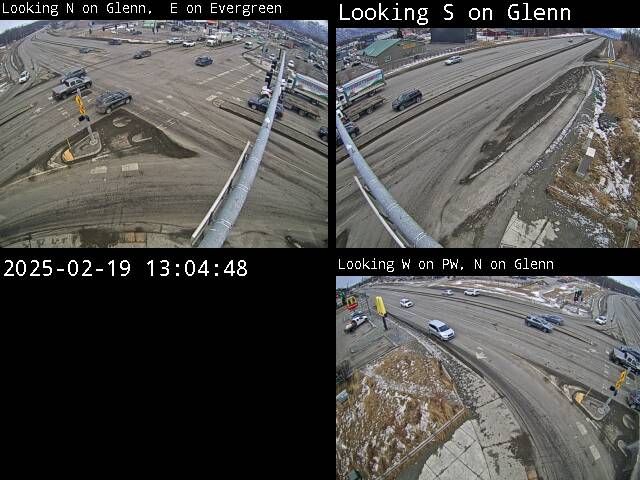 Looking N on Glenn,  E on Evergreen
Looking S on Glenn
2025-02-19 13:04:48
Looking W on PW, N on Glenn